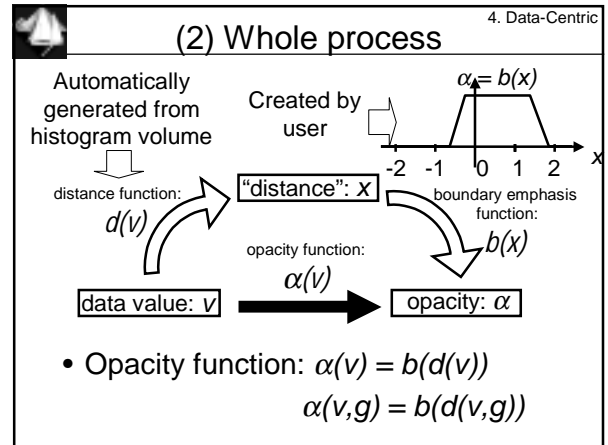 4. Data-Centric
(2) Whole process
Automatically
generated from
histogram volume
Created by
user
α = b(x)
-2 -1 0 1 2 x
distance function:
d(v)
"distance": x
boundary emphasis
function:
b(x)
opacity function:
α(v)
data value: v
opacity: α
• Opacity function: α(v) = b(d(v))
α(v,g) = b(d(v,g))